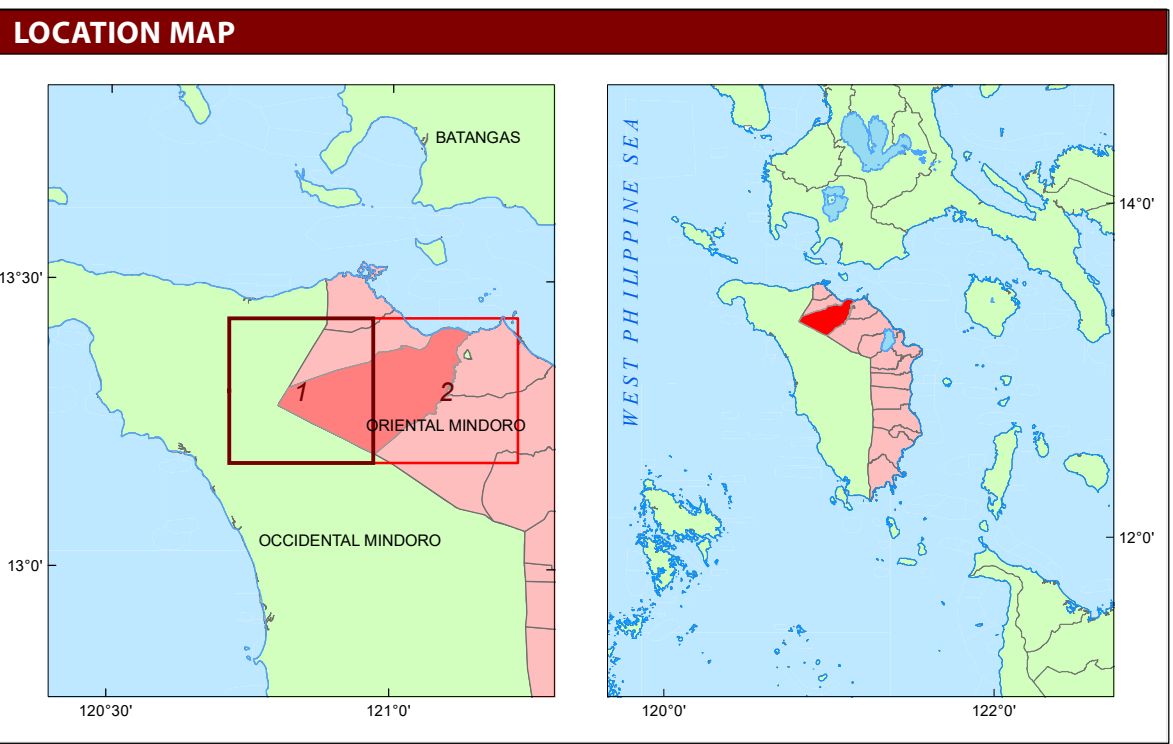 LOCATION MAP
BATANGAS
13°30'
1
2
ORIENTAL MINDORO
OCCIDENTAL MINDORO
13°0'
120°30'
121°0'
WEST PHILIPPINE SEA
14°0'
12°0'
120°0'
122°0'